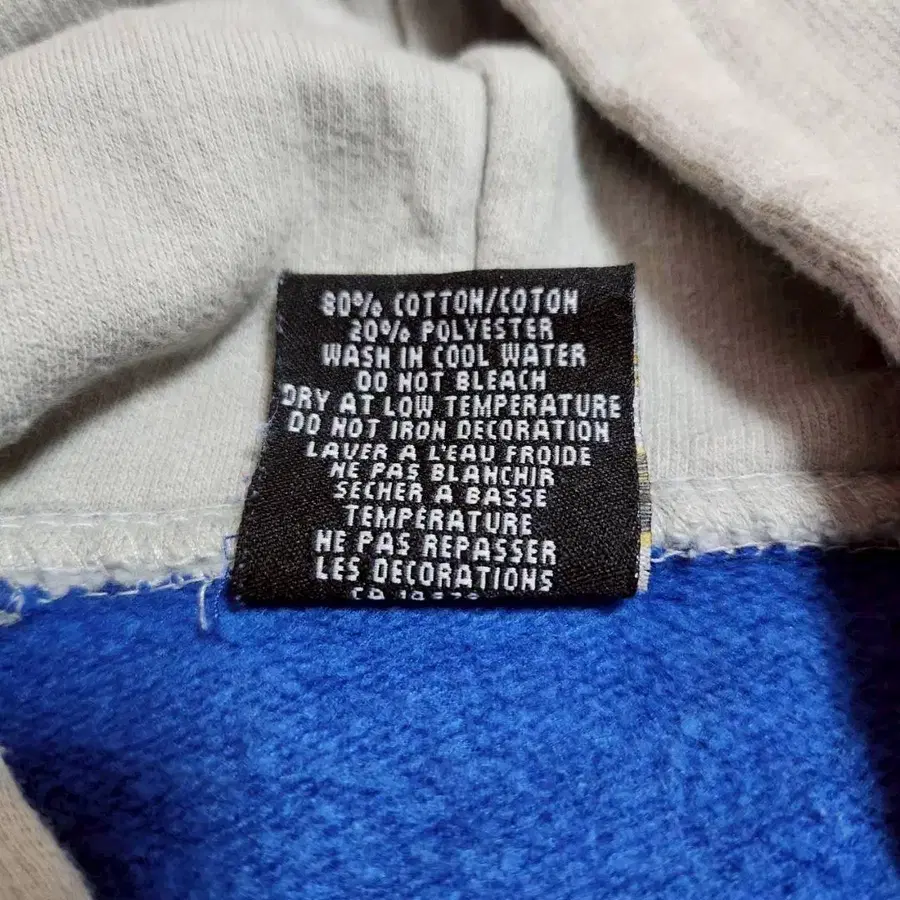 80% COTTON/COTON
20% POLYESTER
WASH IN COOL WATER
DO NOT BLEACH
DRY AT LOW TEMPERATURE
DO NOT IRON DECORATION
LAVER A L'EAU FROIDE
NE PAS BLANCHIR
SECHER A BASSE
TEMPÉRATURE
NE PAS REPASSER
LES DECORATIONS